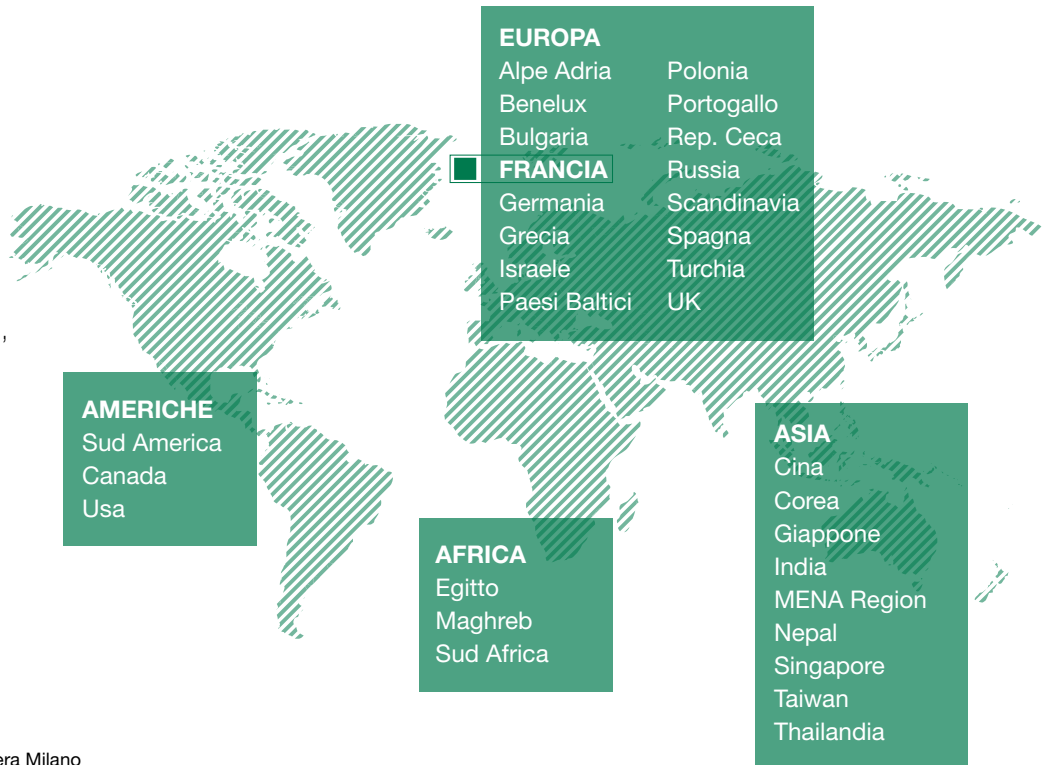 EUROPA
Alpe Adria
Benelux
Bulgaria
FRANCIA
Germania
Grecia
Israele
Paesi Baltici
Polonia
Portogallo
Rep. Ceca
Russia
Scandinavia
Spagna
Turchia
UK
,
AMERICHE
Sud America
Canada
Usa
AFRICA
Egitto
Maghreb
Sud Africa
ASIA
Cina
Corea
Giappone
India
MENA Region
Nepal
Singapore
Taiwan
Thailandia
Milano